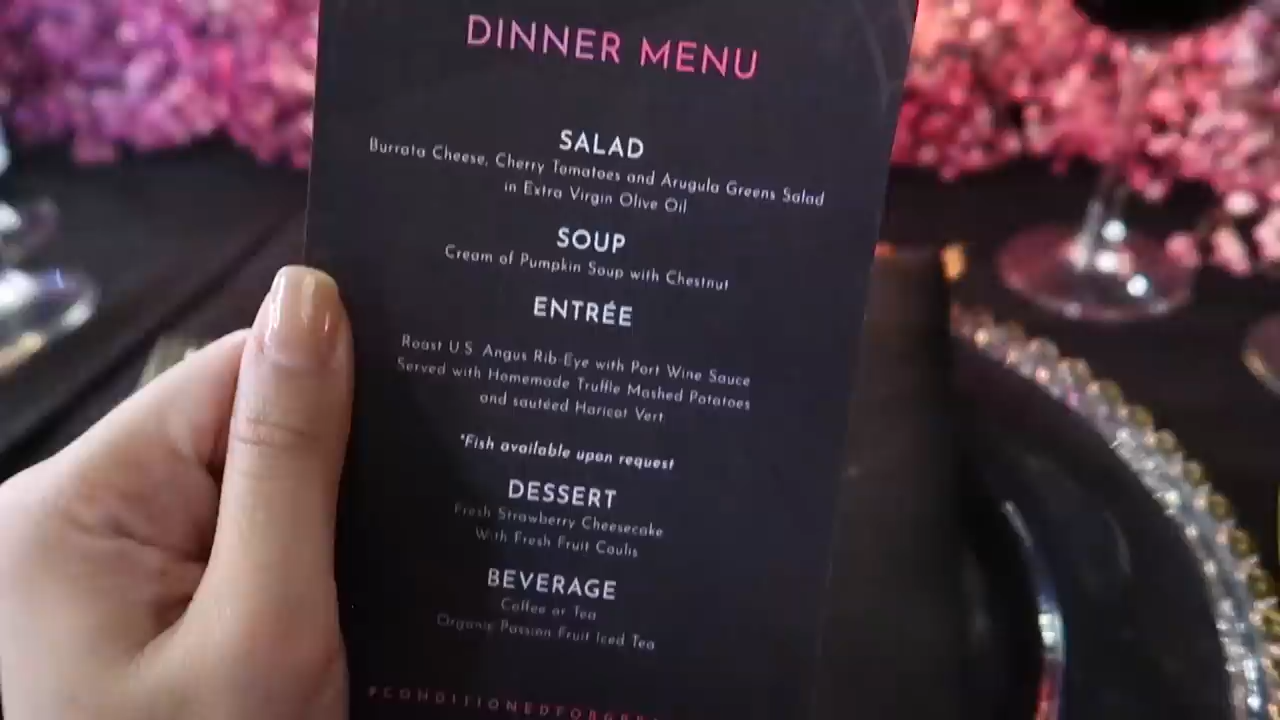 DINNER MENU
SALAD
Burrata Cheese, Cherry Tomatoes and Arugula Greens Salad
in Extra Virgin Olive Oil
SOUP
Cream of Pumpkin Soup with Chestnut
ENTRÉE
Roast U.S. Angus Rib-Eye with Port Wine Sauce
Served with Homemade Truffle Mashed Potatoes
and sautéed Haricot Vert
*Fish available upon request
DESSERT
Fresh Strawberry Cheesecake
With Fresh Fruit Coulis
BEVERAGE
Coffee or Tea
Organic Passion Fruit Iced Tea